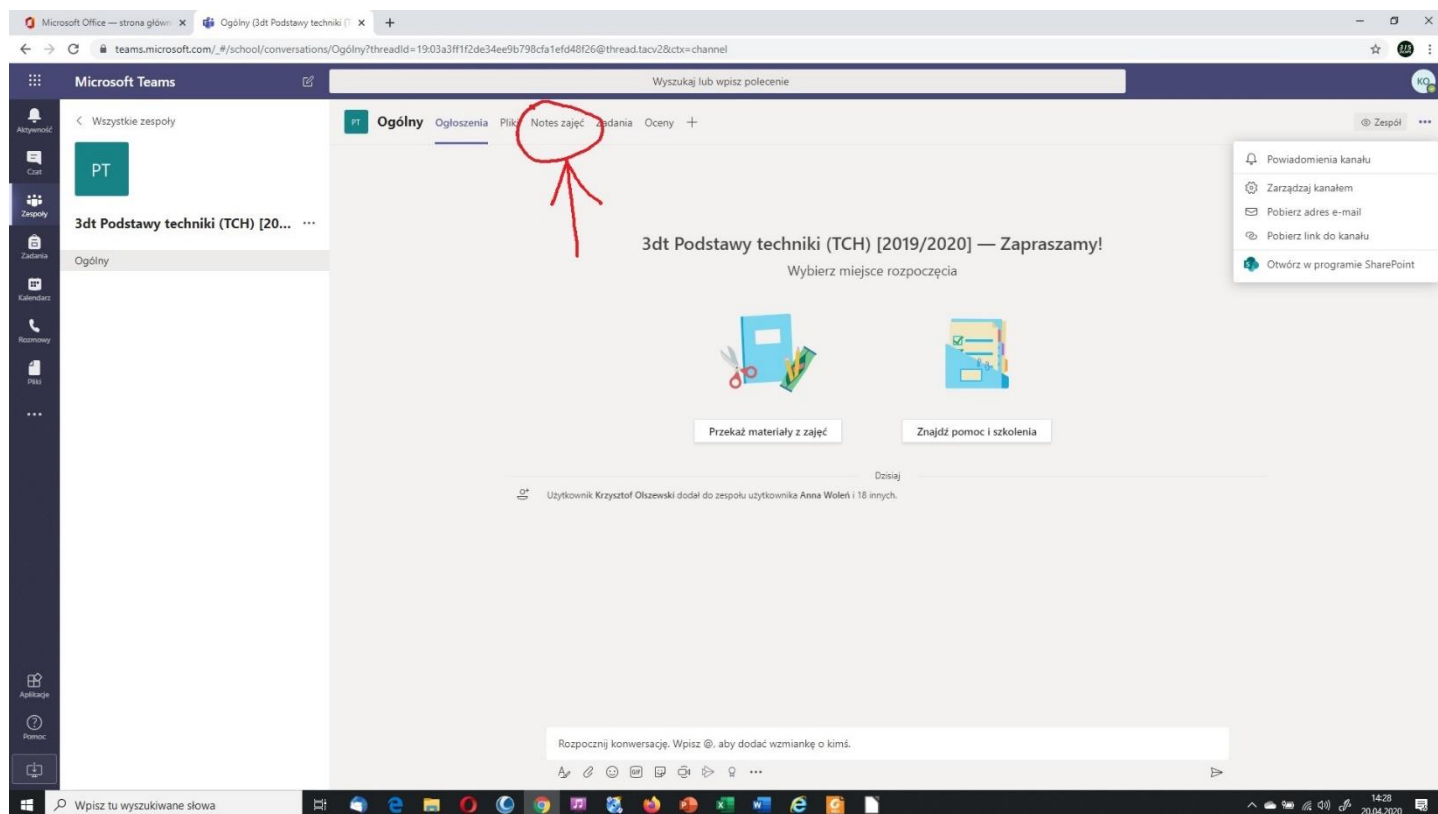 Microsoft Office — strona główn
Ogólny (3dt Podstawy techniki (T
teams.microsoft.com/_#/school/conversations/Ogólny?threadId=19:03a3ff1f2de34ee9b798cfa1efd48f26@thread.tacv2&ctx=channel
Microsoft Teams
Wyszukaj lub wpisz polecenie
KO
Aktywność
Czat
Zespoły
Zadania
Kalendarz
Rozmowy
Pliki
Aplikacje
Pomoc
Wszystkie zespoły
PT
3dt Podstawy techniki (TCH) [20...
Ogólny
PT Ogólny Ogłoszenia Pliki Notes zajęć Zadania Oceny
Zespół
Powiadomienia kanału
Zarządzaj kanałem
Pobierz adres e-mail
Pobierz link do kanału
Otwórz w programie SharePoint
3dt Podstawy techniki (TCH) [2019/2020] — Zapraszamy!
Wybierz miejsce rozpoczęcia
Przekaż materiały z zajęć
Znajdź pomoc i szkolenia
Dzisiaj
Użytkownik Krzysztof Olszewski dodał do zespołu użytkownika Anna Woleń i 18 innych.
Rozpocznij konwersację. Wpisz @, aby dodać wzmiankę o kimś.
GIF
Wpisz tu wyszukiwane słowa
14:28
20.04.2020